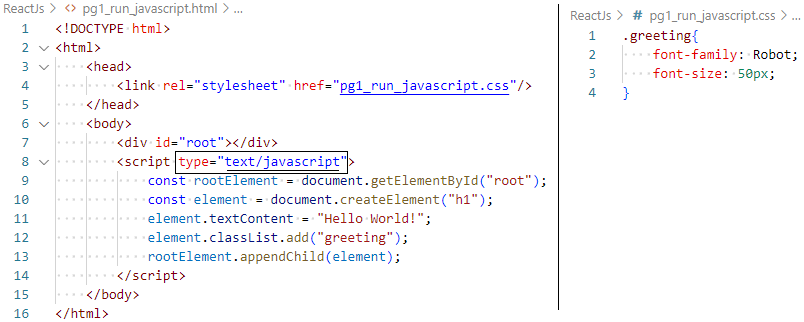 ReactJs > <> pg1_run_javascript.html > ...
1 <!DOCTYPE html>
2 <html>
3 <head>
4 <link rel="stylesheet" href="pg1_run_javascript.css"/>
5 </head>
6 <body>
7 <div id="root"></div>
8 <script type="text/javascript">
9 const rootElement = document.getElementById("root");
10 const element = document.createElement("h1");
11 element.textContent = "Hello World!";
12 element.classList.add("greeting");
13 rootElement.appendChild(element);
14 </script>
15 </body>
16 </html>
ReactJs > # pg1_run_javascript.css > ...
1 .greeting{
2 font-family: Robot;
3 font-size: 50px;
4 }